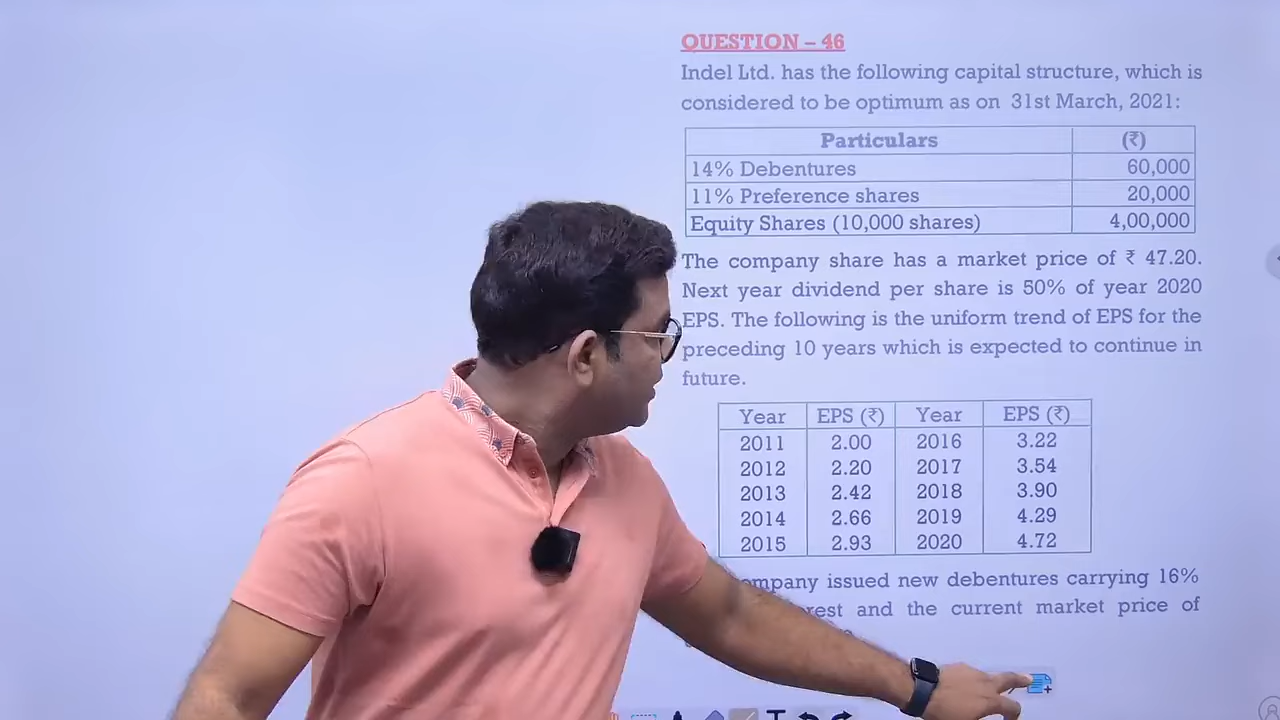 QUESTION – 46
Indel Ltd. has the following capital structure, which is
considered to be optimum as on 31st March, 2021:
Particulars (₹)
14% Debentures 60,000
11% Preference shares 20,000
Equity Shares (10,000 shares) 4,00,000
The company share has a market price of ₹ 47.20.
Next year dividend per share is 50% of year 2020
EPS. The following is the uniform trend of EPS for the
preceding 10 years which is expected to continue in
future.
Year EPS (₹) Year EPS (₹)
2011 2.00 2016 3.22
2012 2.20 2017 3.54
2013 2.42 2018 3.90
2014 2.66 2019 4.29
2015 2.93 2020 4.72
issued new debentures carrying 16%
and the current market price of